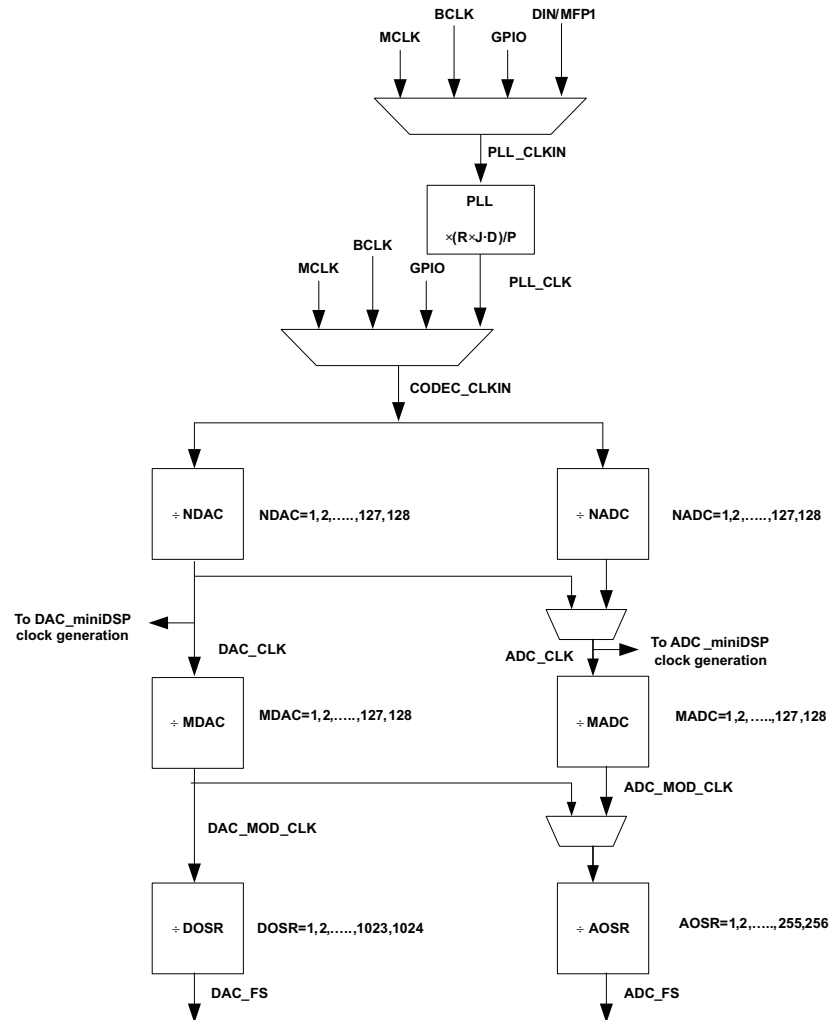 DIN/MFP1
BCLK
MCLK
GPIO
PLL_CLKIN
PLL
×(R×J·D)/P
BCLK
MCLK
GPIO
PLL_CLK
CODEC_CLKIN
÷ NDAC
NDAC=1,2,.....,127,128
÷ NADC
NADC=1,2,.....,127,128
To DAC_miniDSP
clock generation
DAC_CLK
ADC_CLK
To ADC_miniDSP
clock generation
÷ MDAC
MDAC=1,2,.....,127,128
÷ MADC
MADC=1,2,.....,127,128
DAC_MOD_CLK
ADC_MOD_CLK
÷ DOSR
DOSR=1,2,.....,1023,1024
÷ AOSR
AOSR=1,2,.....,255,256
DAC_FS
ADC_FS